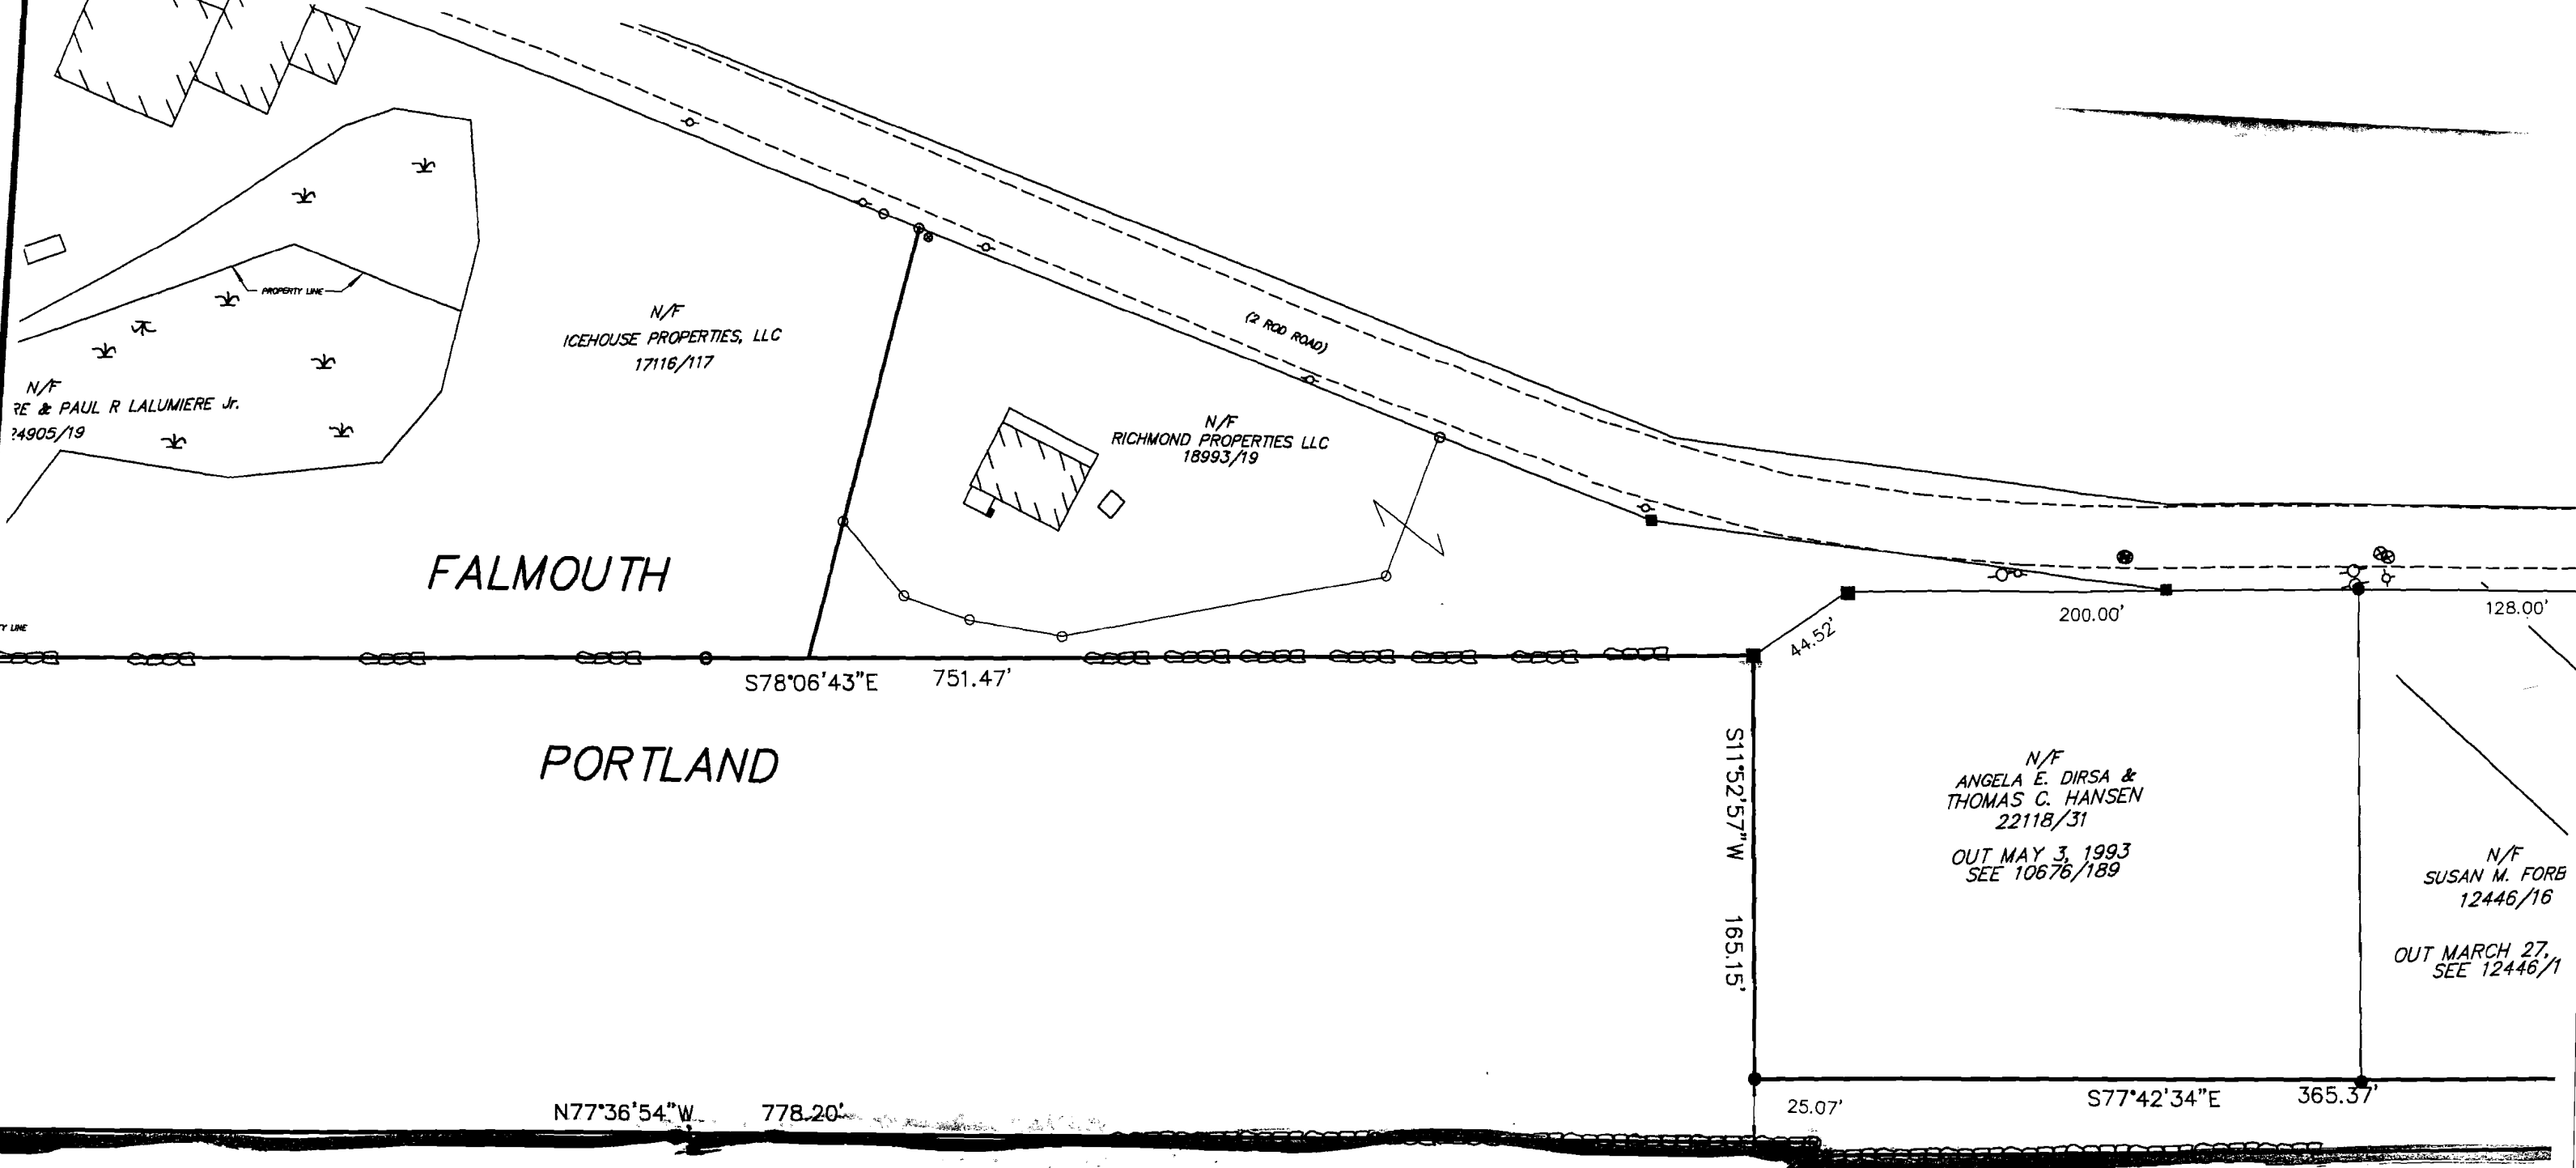 PROPERTY LINE
N/F
ICEHOUSE PROPERTIES, LLC
17116/117
(2 ROD ROAD)
N/F
RE & PAUL R LALUMIERE Jr.
24905/19
N/F
RICHMOND PROPERTIES LLC
18993/19
FALMOUTH
TY LINE
S78°06'43"E 751.47'
44.52'
200.00'
128.00'
PORTLAND
S11°52'57"W 165.15'
N/F
ANGELA E. DIRSA &
THOMAS C. HANSEN
22118/31
OUT MAY 3, 1993
SEE 10676/189
N/F
SUSAN M. FORB
12446/16
OUT MARCH 27,
SEE 12446/1
N77°36'54"W 778.20'
25.07'
S77°42'34"E 365.37'